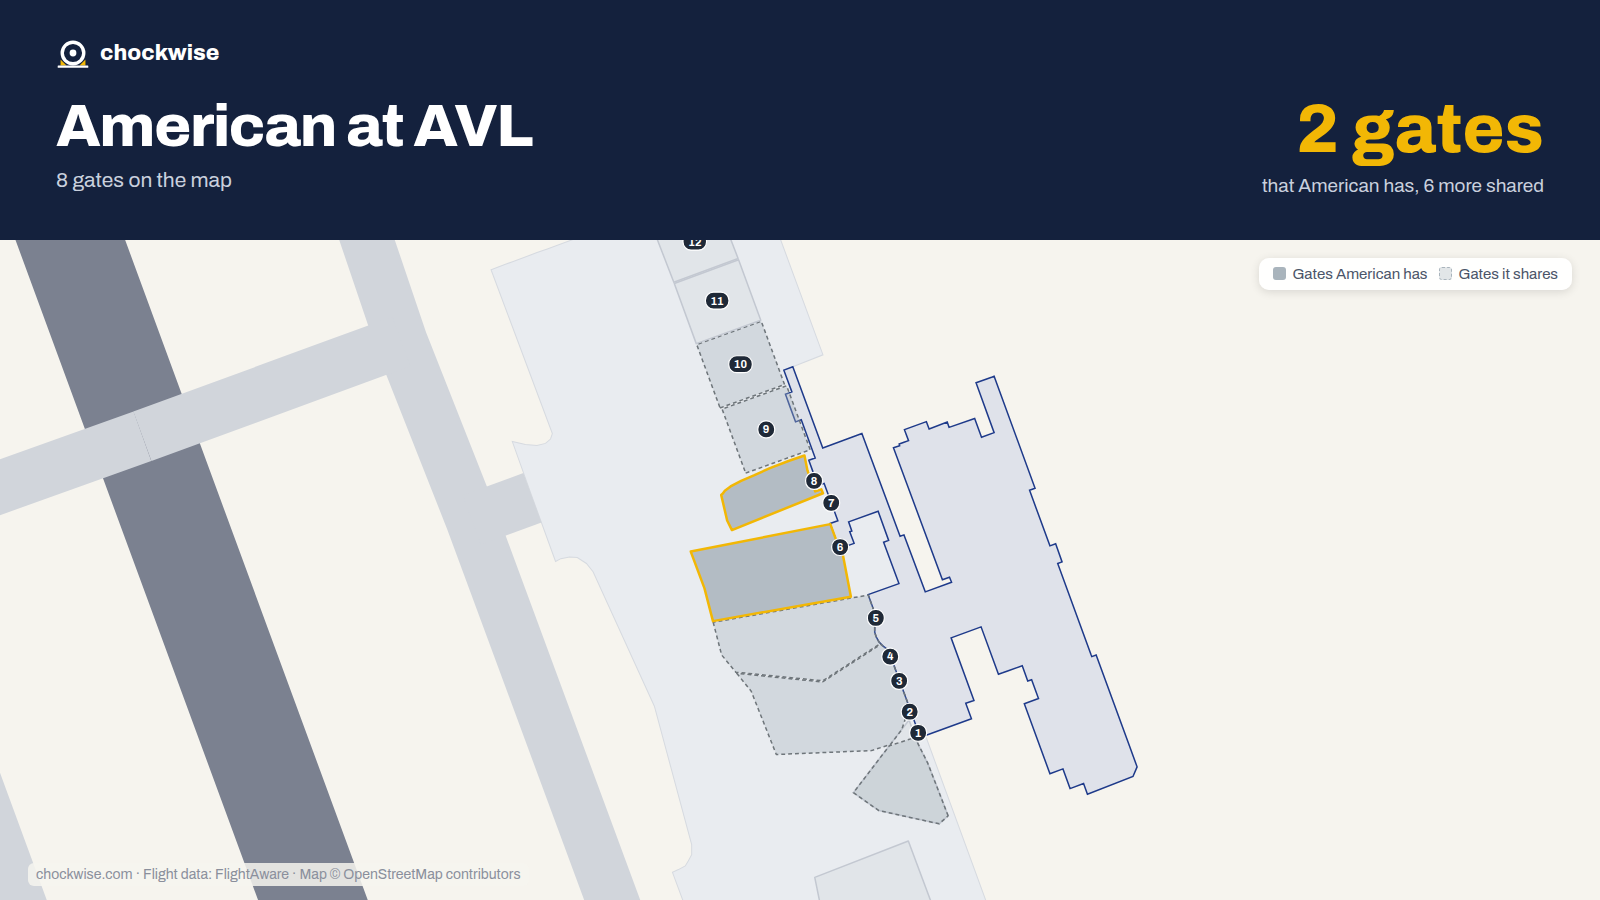 chockwise
American at AVL
8 gates on the map
2 gates
that American has, 6 more shared
Gates American has
Gates it shares
12
11
10
9
8
7
6
5
4
3
2
1
chockwise.com · Flight data: FlightAware · Map © OpenStreetMap contributors